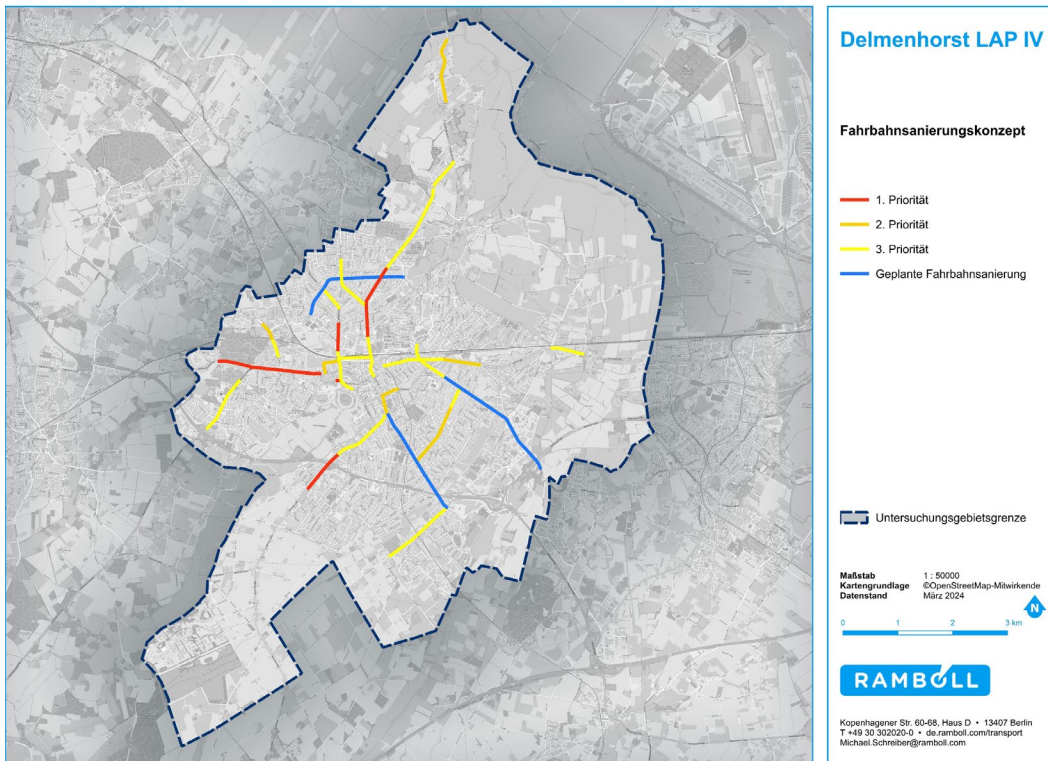 Delmenhorst LAP IV
Fahrbahnsanierungskonzept
1. Priorität
2. Priorität
3. Priorität
Geplante Fahrbahnsanierung
Untersuchungsgebietsgrenze
Maßstab 1 : 50000
Kartengrundlage ©OpenStreetMap-Mitwirkende
Datenstand März 2024
N
0 1 2 3 km
RAMBOLL
Kopenhagener Str. 60-68, Haus D • 13407 Berlin
T +49 30 302020-0 • de.ramboll.com/transport
Michael.Schreiber@ramboll.com